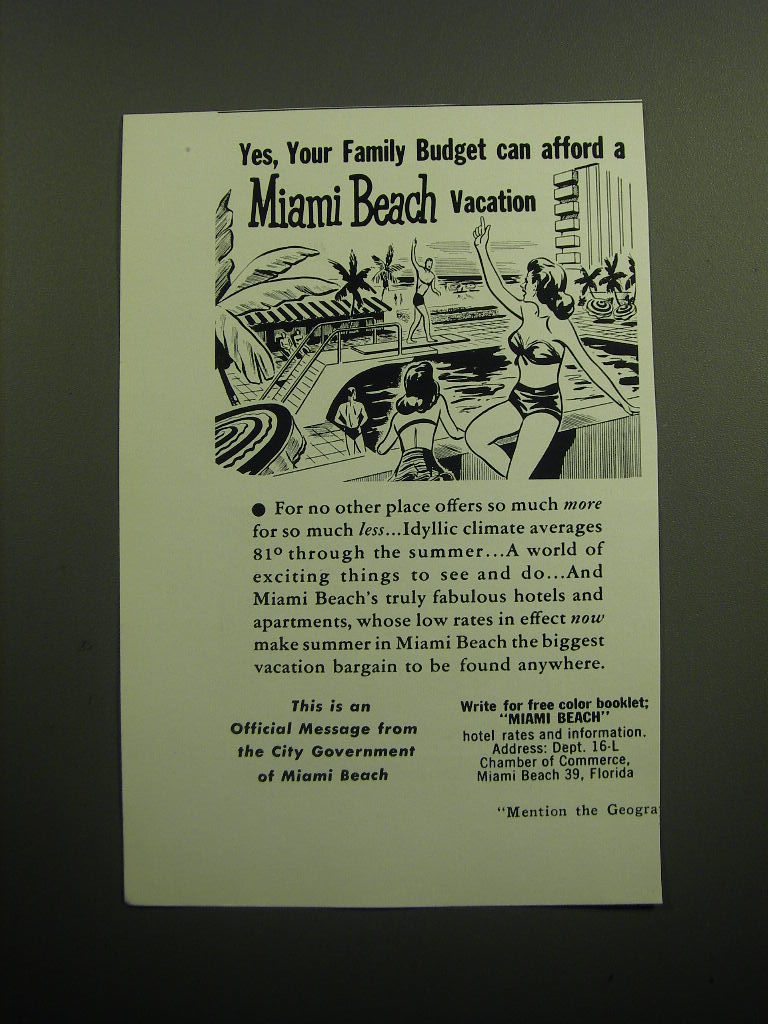 Yes, Your Family Budget can afford a
Miami Beach Vacation
● For no other place offers so much more
for so much less...Idyllic climate averages
81º through the summer...A world of
exciting things to see and do...And
Miami Beach's truly fabulous hotels and
apartments, whose low rates in effect now
make summer in Miami Beach the biggest
vacation bargain to be found anywhere.
This is an
Official Message from
the City Government
of Miami Beach
Write for free color booklet;
"MIAMI BEACH"
hotel rates and information.
Address: Dept. 16-L
Chamber of Commerce,
Miami Beach 39, Florida
"Mention the Geogra